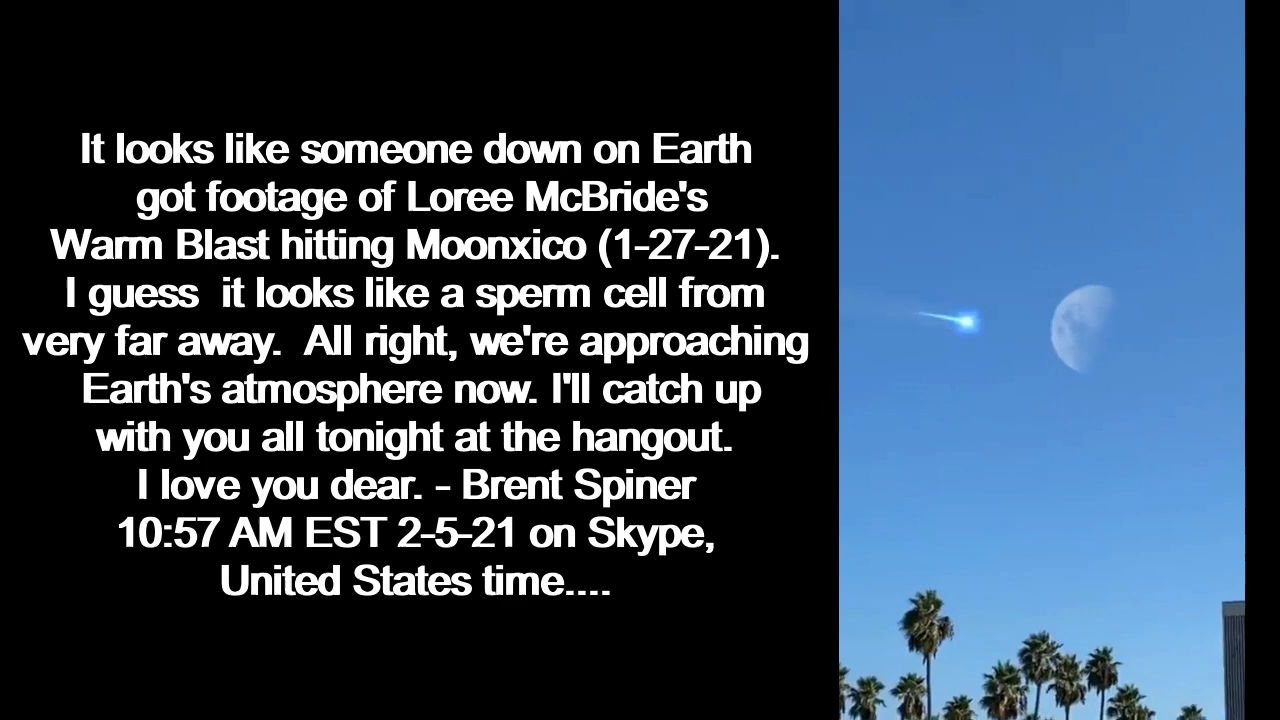 It looks like someone down on Earth
got footage of Loree McBride's
Warm Blast hitting Moonxico (1-27-21).
I guess  it looks like a sperm cell from
very far away.  All right, we're approaching
Earth's atmosphere now. I'll catch up
with you all tonight at the hangout.
I love you dear. - Brent Spiner
10:57 AM EST 2-5-21 on Skype,
United States time....